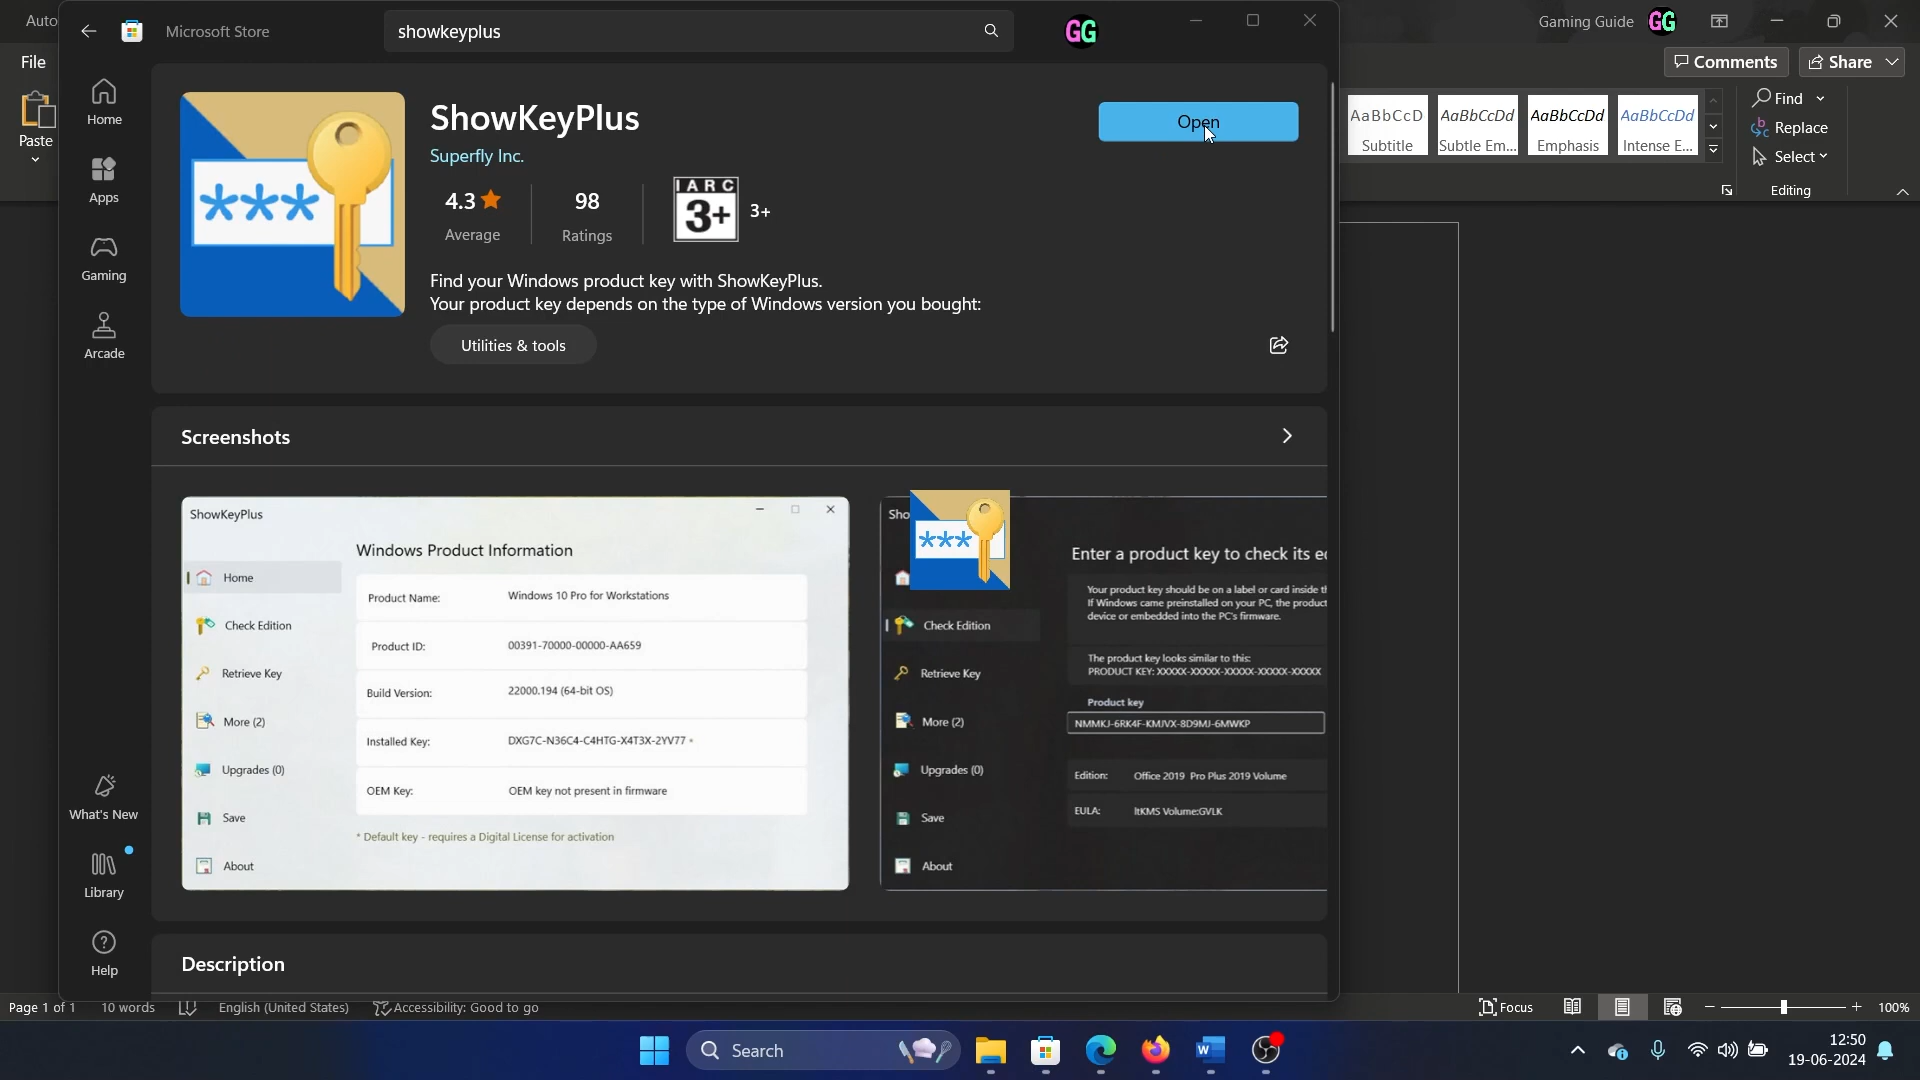 Auto
Microsoft Store
showkeyplus
GG
Gaming Guide
GG
File
Comments
Share
Paste
AaBbCcD
AaBbCcDd
AaBbCcDd
AaBbCcDd
Subtitle
Subtle Em...
Emphasis
Intense E...
Find
Replace
Select
Editing
Home
Apps
Gaming
Arcade
What's New
Library
Help
ShowKeyPlus
Superfly Inc.
Open
4.3
Average
98
Ratings
IARC
3+
3+
Find your Windows product key with ShowKeyPlus.
Your product key depends on the type of Windows version you bought:
Utilities & tools
***
Screenshots
ShowKeyPlus
Windows Product Information
Home
Product Name: Windows 10 Pro for Workstations
Check Edition
Product ID: 00391-70000-00000-AA659
Retrieve Key
Build Version: 22000.194 (64-bit OS)
More (2)
Installed Key: DXG7C-N36C4-C4HTG-X4T3X-2YV77 *
Upgrades (0)
OEM Key: OEM key not present in firmware
Save
* Default key - requires a Digital License for activation
About
Sho
***
Enter a product key to check its e
Your product key should be on a label or card inside t
If Windows came preinstalled on your PC, the product
device or embedded into the PC's firmware.
Check Edition
The product key looks similar to this:
PRODUCT KEY: XXXXX-XXXXX-XXXXX-XXXXX-XXXXX
Retrieve Key
Product key
NMMKJ-6RK4F-KMJVX-8D9MJ-6MWKP
More (2)
Upgrades (0)
Edition: Office 2019 Pro Plus 2019 Volume
EULA: ltKMS Volume:GVLK
Save
About
Description
Page 1 of 1
10 words
English (United States)
Accessibility: Good to go
Focus
100%
Search
12:50
19-06-2024